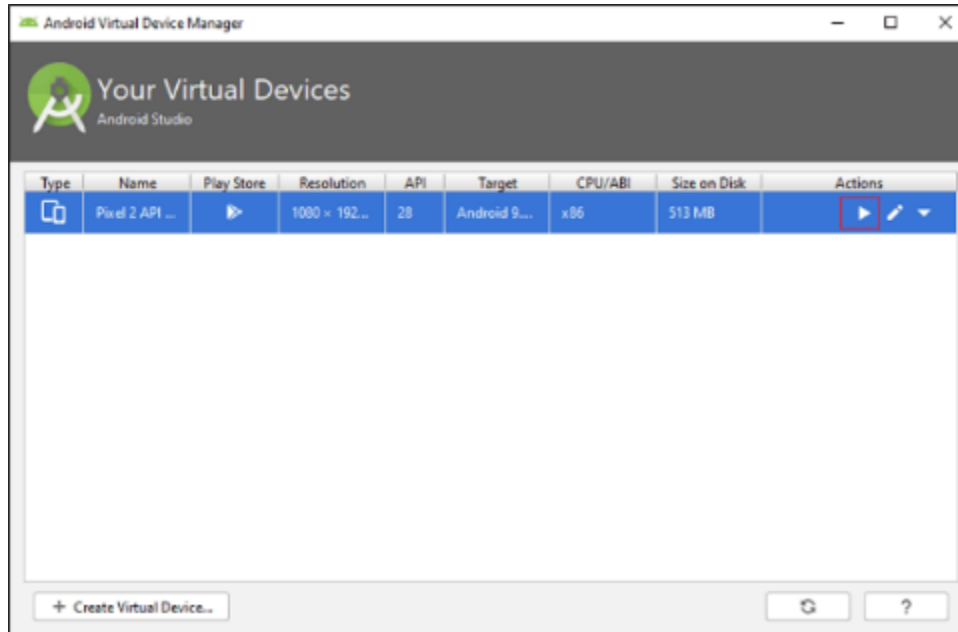 Android Virtual Device Manager
Your Virtual Devices
Android Studio
Type Name Play Store Resolution API Target CPU/ABI Size on Disk Actions
Pixel 2 API ... 1080 × 192... 28 Android 9.... x86 513 MB
+ Create Virtual Device...
?